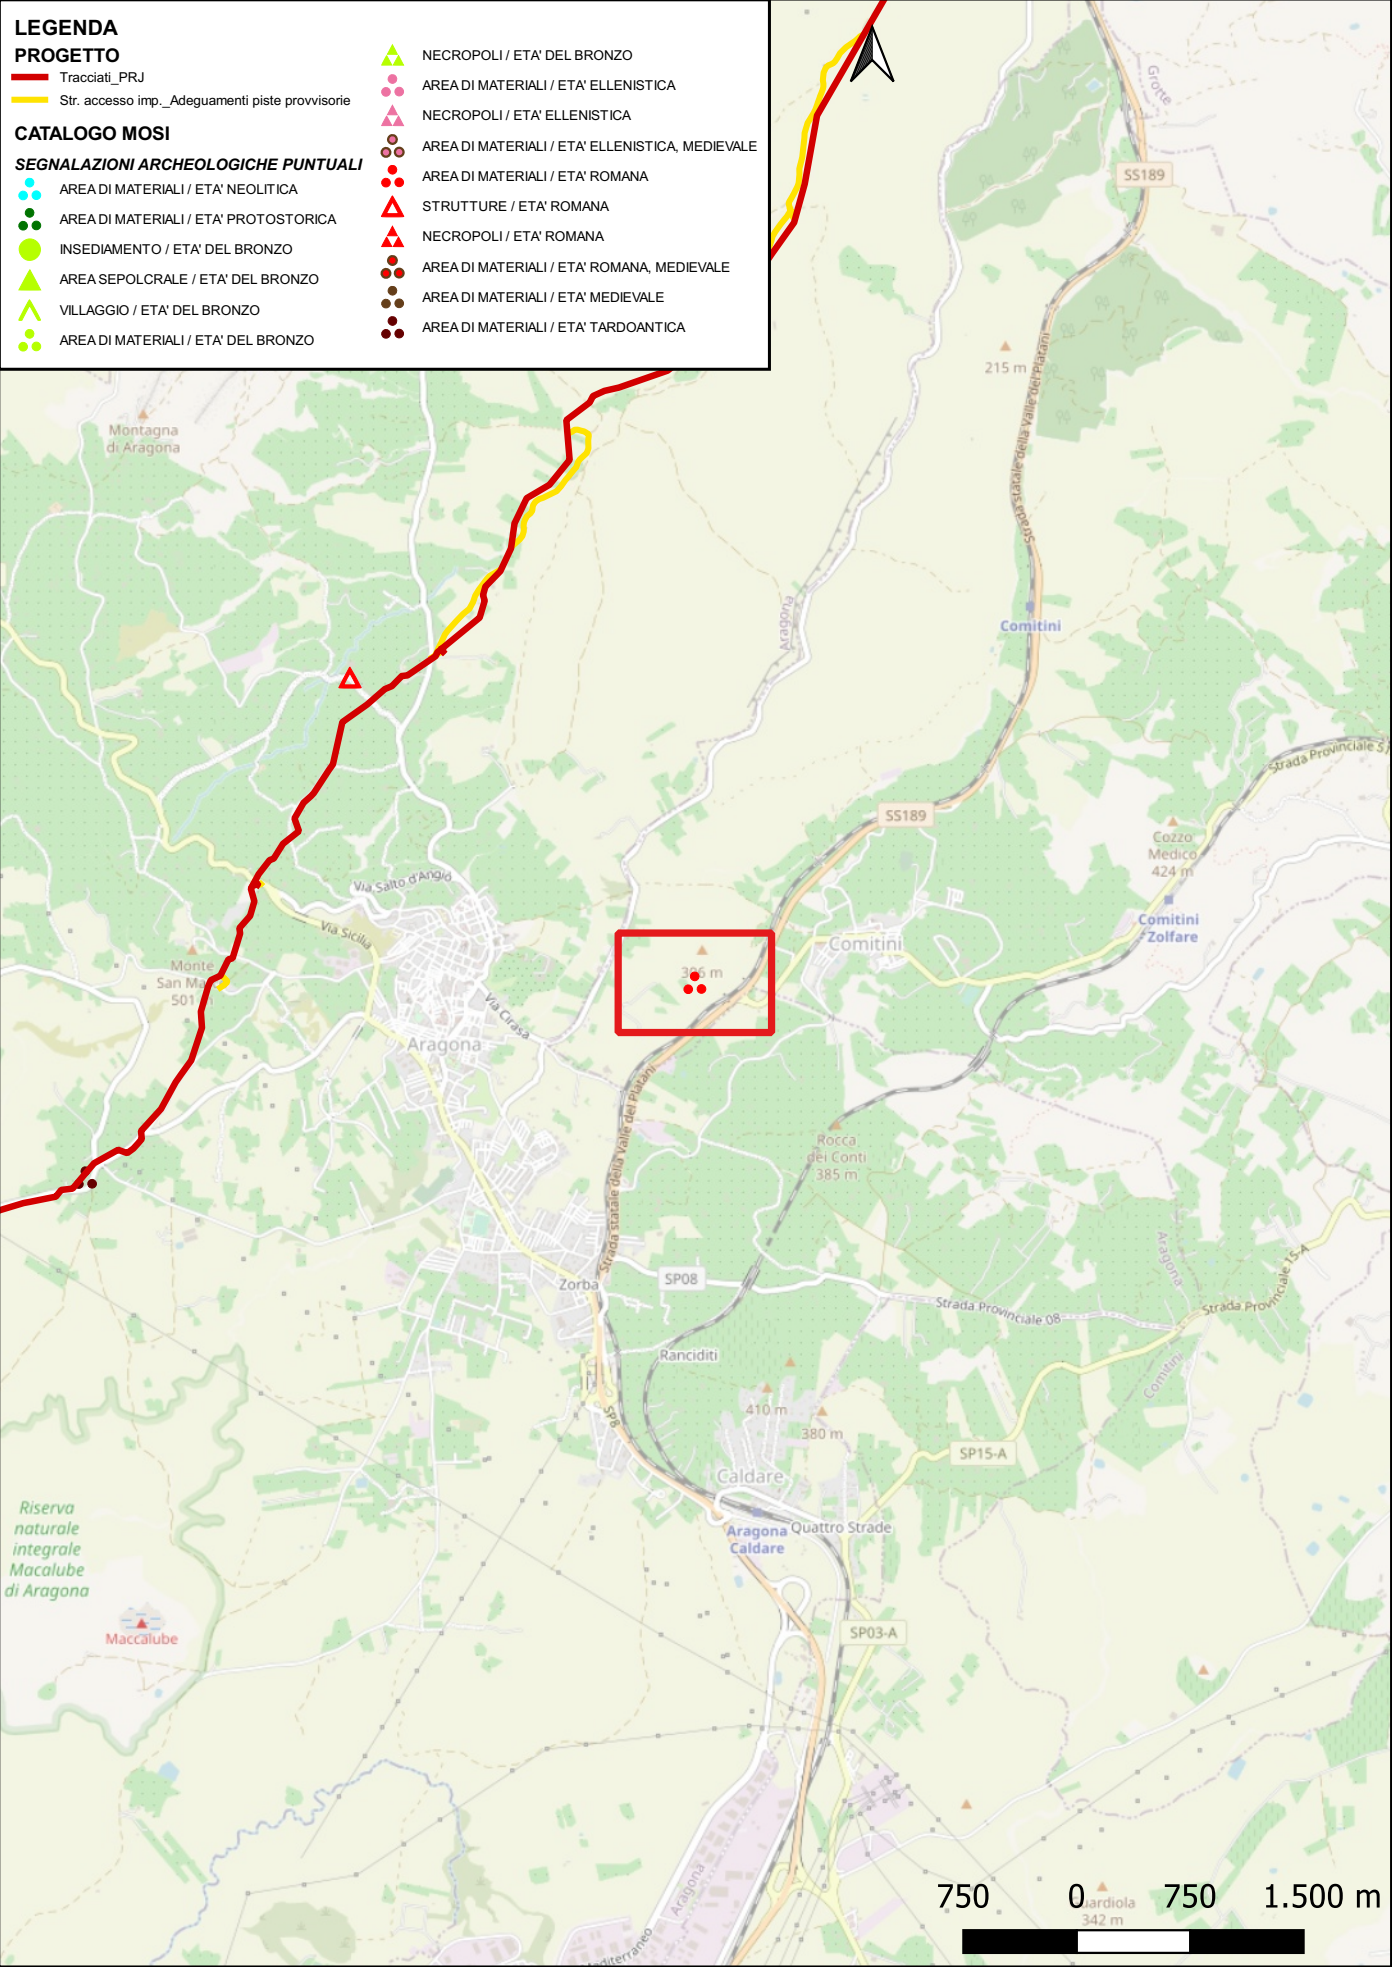 LEGENDA
PROGETTO
Tracciati_PRJ
Str. accesso imp._Adeguamenti piste provvisorie
CATALOGO MOSI
SEGNALAZIONI ARCHEOLOGICHE PUNTUALI
AREA DI MATERIALI / ETA' NEOLITICA
AREA DI MATERIALI / ETA' PROTOSTORICA
INSEDIAMENTO / ETA' DEL BRONZO
AREA SEPOLCRALE / ETA' DEL BRONZO
VILLAGGIO / ETA' DEL BRONZO
AREA DI MATERIALI / ETA' DEL BRONZO
NECROPOLI / ETA' DEL BRONZO
AREA DI MATERIALI / ETA' ELLENISTICA
NECROPOLI / ETA' ELLENISTICA
AREA DI MATERIALI / ETA' ELLENISTICA, MEDIEVALE
AREA DI MATERIALI / ETA' ROMANA
STRUTTURE / ETA' ROMANA
NECROPOLI / ETA' ROMANA
AREA DI MATERIALI / ETA' ROMANA, MEDIEVALE
AREA DI MATERIALI / ETA' MEDIEVALE
AREA DI MATERIALI / ETA' TARDOANTICA
Grotte
SS189
215 m
Strada statale della Valle del Platani
Montagna
di Aragona
Aragona
Comitini
Strada Provinciale
SS189
Cozzo
Medico
424 m
Comitini
Zolfare
Via Salto d'Angiò
Via Sicilia
Comitini
Monte
San
501
Via Cirasa
Aragona
Strada statale della Valle del Platani
Rocca
dei Conti
385 m
Aragona
Comitini
Strada Provinciale 15-A
Zorba
SP08
Strada Provinciale 08
Ranciditi
SP8
410 m
380 m
SP15-A
Caldare
Aragona
Caldare
Quattro Strade
Riserva
naturale
integrale
Macalube
di Aragona
Maccalube
SP03-A
Aragona
750 0 750 1.500 m
342 m